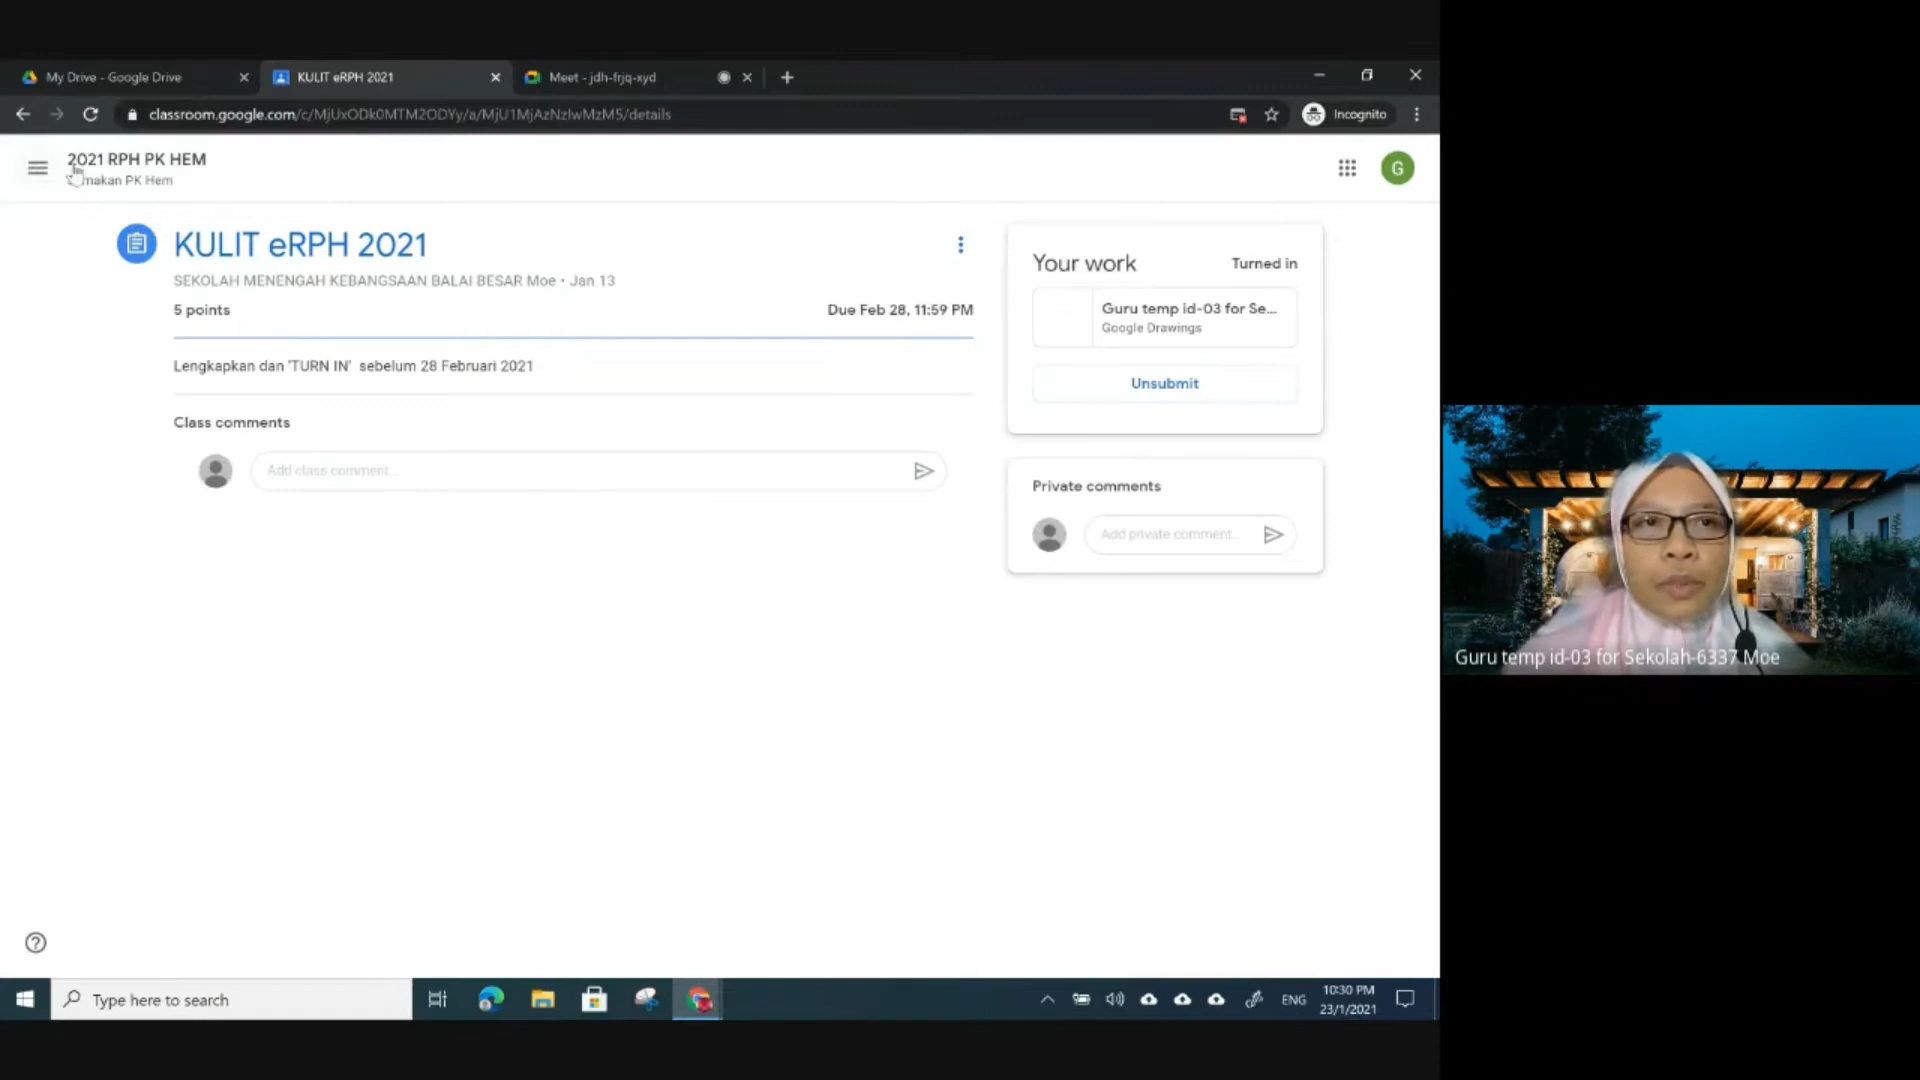 My Drive - Google Drive
KULIT eRPH 2021
Meet - jdh-frjq-xyd
classroom.google.com/c/MjUxODk0MTM2ODYy/a/MjU1MjAzNzIwMzM5/details
Incognito
2021 RPH PK HEM
makan PK Hem
G
KULIT eRPH 2021
SEKOLAH MENENGAH KEBANGSAAN BALAI BESAR Moe • Jan 13
5 points
Due Feb 28, 11:59 PM
Lengkapkan dan 'TURN IN' sebelum 28 Februari 2021
Class comments
Add class comment...
Your work
Turned in
Guru temp id-03 for Se...
Google Drawings
Unsubmit
Private comments
Add private comment...
Guru temp id-03 for Sekolah-6337 Moe
Type here to search
ENG
10:30 PM
23/1/2021